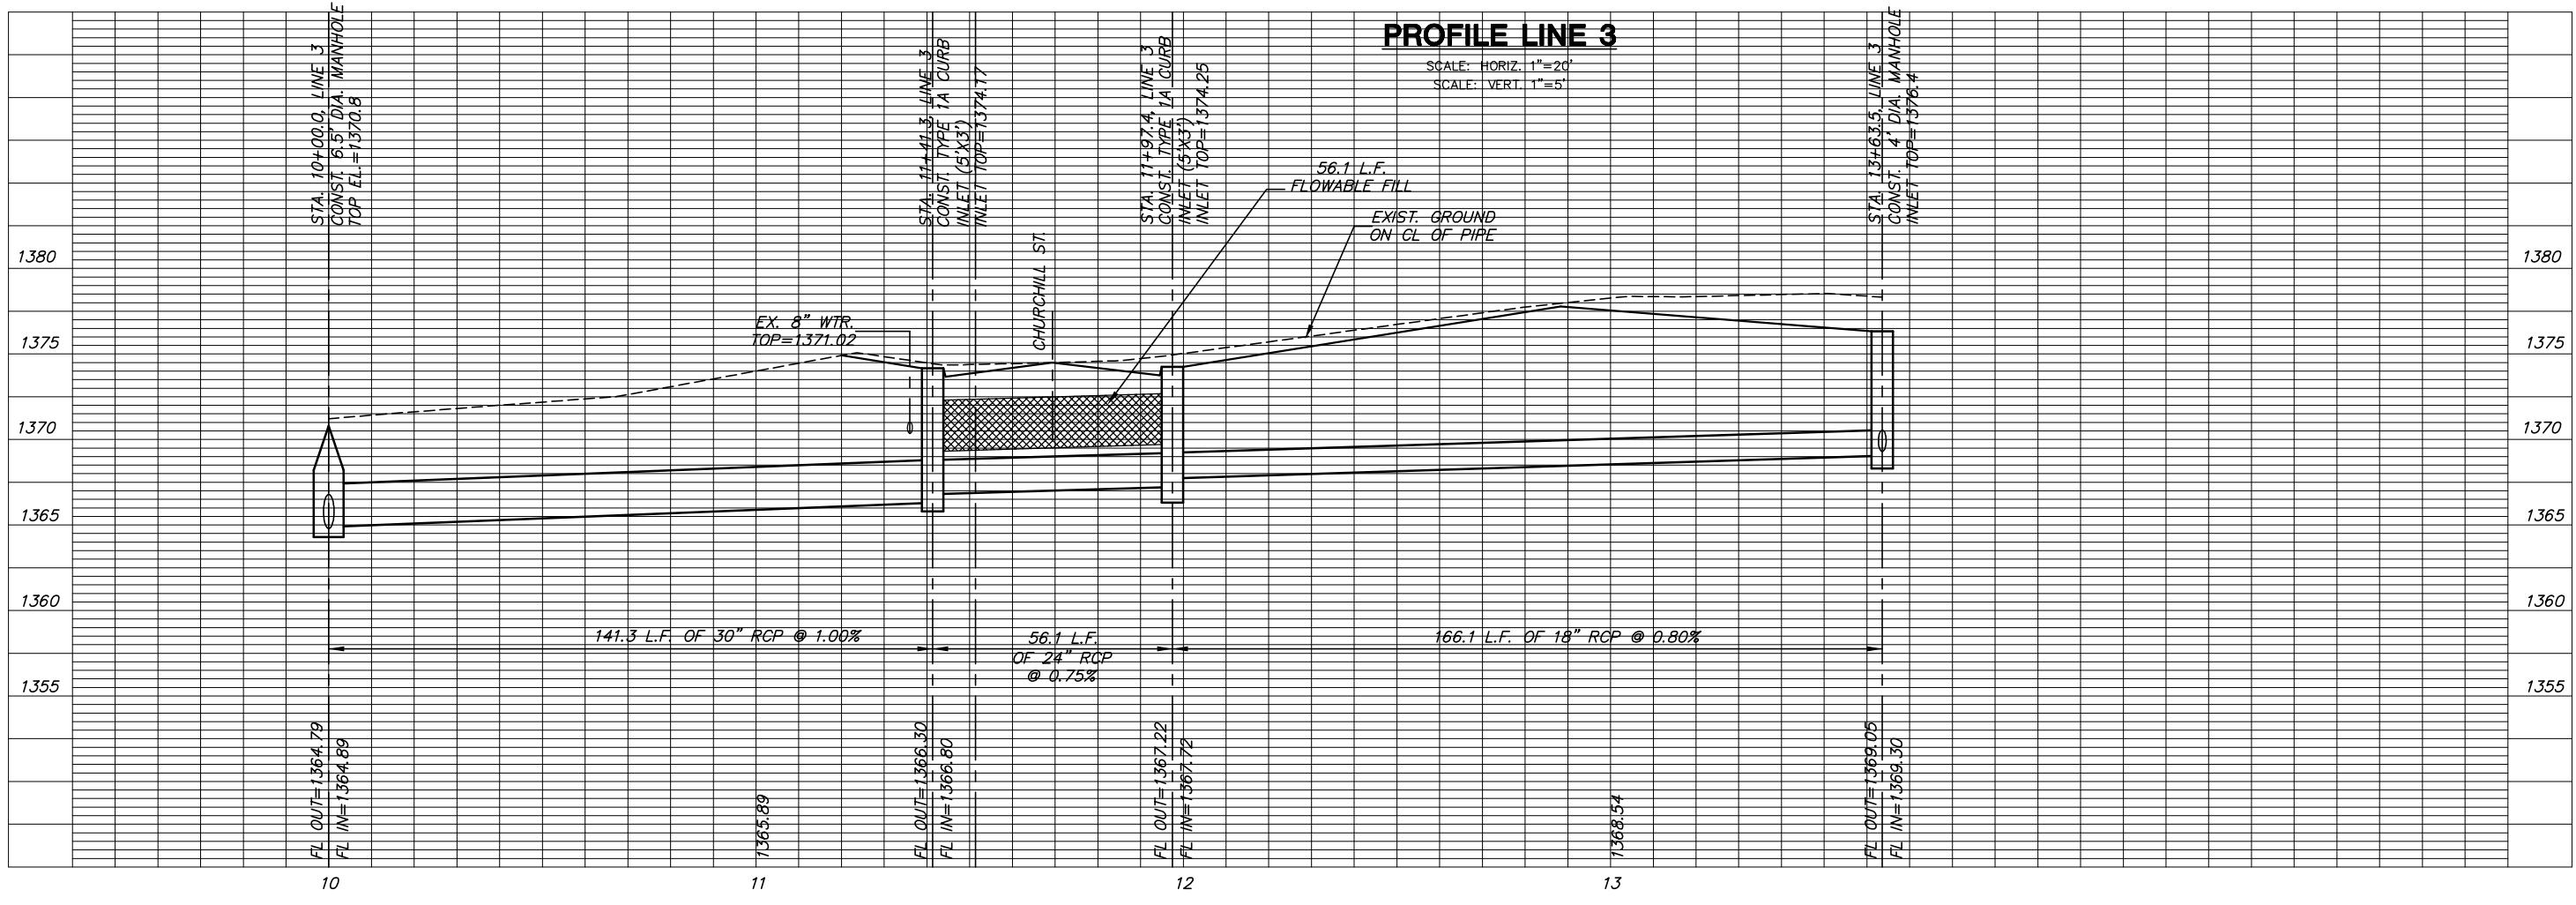 PROFILE LINE 3
SCALE: HORIZ. 1"=20'
SCALE: VERT. 1"=5'
STA. 10+00.0, LINE 3
CONST. 6.5' DIA. MANHOLE
TOP EL.=1370.8
STA. 11+41.3, LINE 3
CONST. TYPE 1A CURB
INLET (5'X3')
INLET TOP=1374.17
STA. 11+97.4, LINE 3
CONST. TYPE 1A CURB
INLET (5'X3')
INLET TOP=1374.25
STA. 13+63.5, LINE 3
CONST. 4' DIA. MANHOLE
INLET TOP=1376.4
56.1 L.F.
FLOWABLE FILL
EXIST. GROUND
ON CL OF PIPE
CHURCHILL ST.
EX. 8" WTR.
TOP=1371.02
1380
1380
1375
1375
1370
1370
1365
1365
1360
1360
1355
1355
141.3 L.F. OF 30" RCP @ 1.00%
56.1 L.F.
OF 24" RCP
@ 0.75%
166.1 L.F. OF 18" RCP @ 0.80%
FL OUT=1364.79
FL IN=1364.89
1365.89
FL OUT=1366.30
FL IN=1366.80
FL OUT=1367.22
FL IN=1367.72
1368.54
FL OUT=1369.05
FL IN=1369.30
10
11
12
13